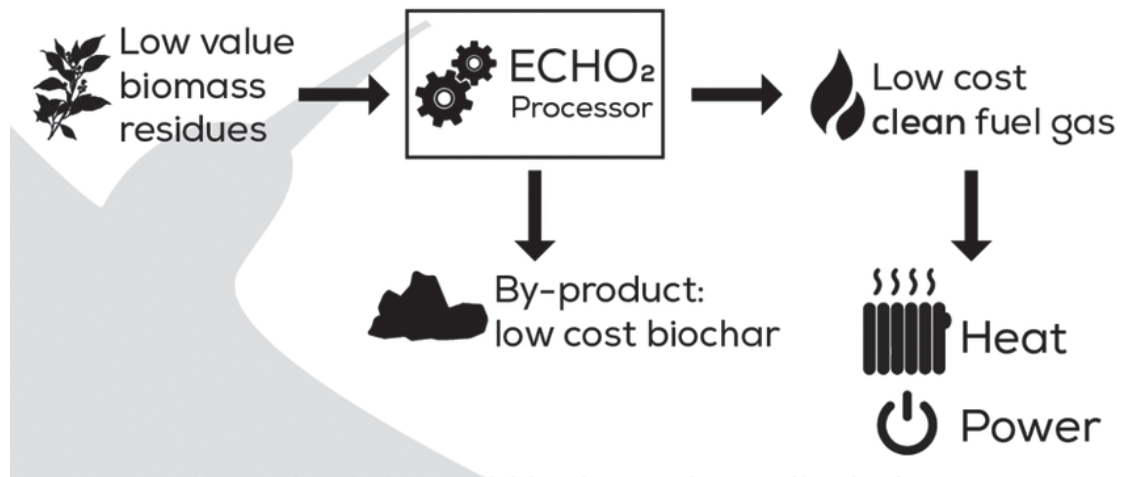 Low value
biomass
residues
ECHO₂
Processor
Low cost
clean fuel gas
By-product:
low cost biochar
Heat
Power